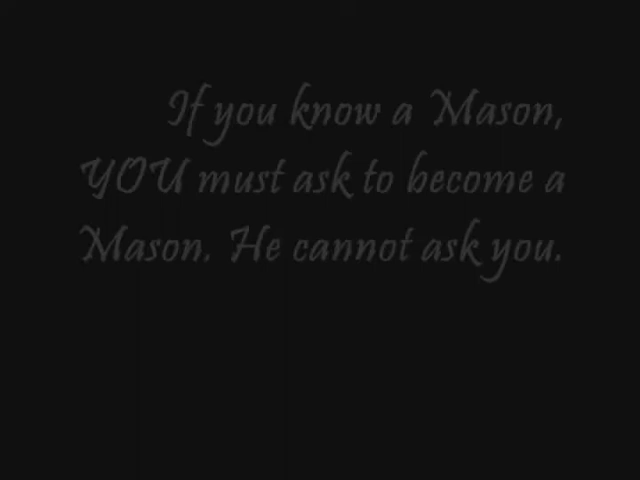 If you know a Mason,
YOU must ask to become a
Mason. He cannot ask you.